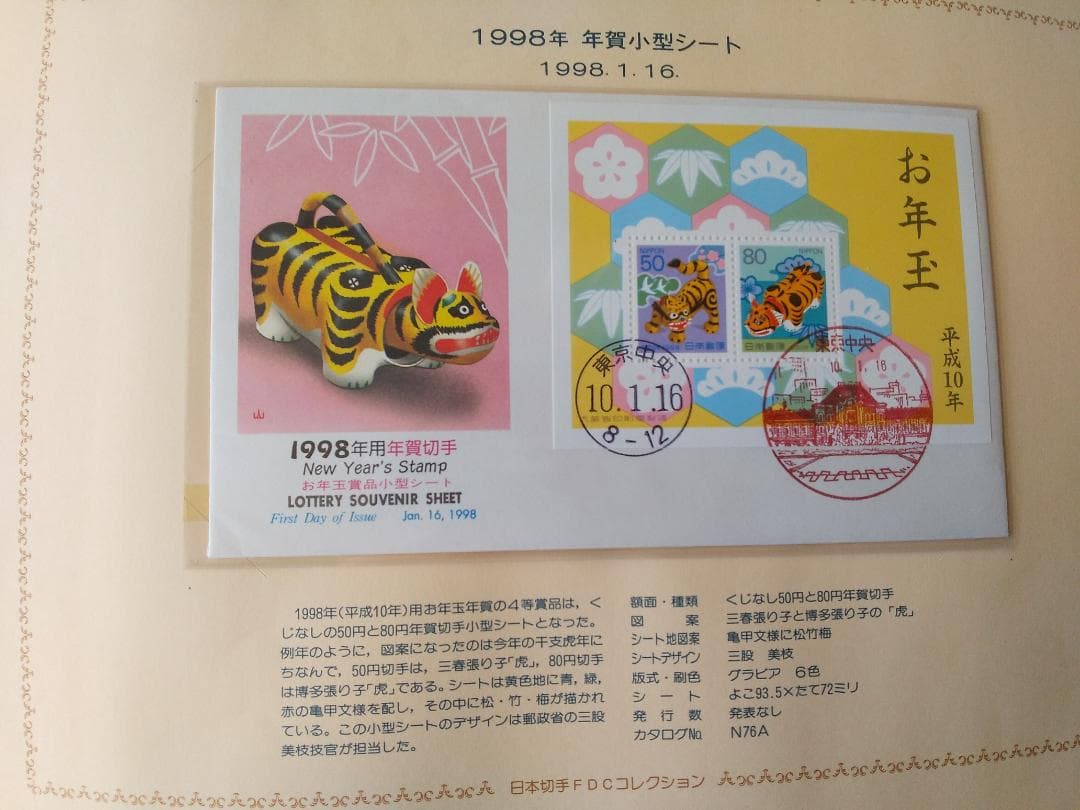 1998年 年賀小型シート
1998.1.16.
山
1998年用年賀切手
New Year's Stamp
お年玉賞品小型シート
LOTTERY SOUVENIR SHEET
First Day of Issue Jan. 16, 1998
お年玉
平成10年
50 NIPPON
日本郵便
80 NIPPON
日本郵便
東京中央
10.1.16
8-12
東京中央
10.1.16
1998年(平成10年)用お年玉年賀の4等賞品は,く
じなしの50円と80円年賀切手小型シートとなった。
例年のように,図案になったのは今年の干支虎年に
ちなんで,50円切手は,三春張り子「虎」,80円切手
は博多張り子「虎」である。シートは黄色地に青,緑,
赤の亀甲文様を配し,その中に松・竹・梅が描かれ
ている。この小型シートのデザインは郵政省の三股
美枝技官が担当した。
額面・種類 くじなし50円と80円年賀切手
図案 三春張り子と博多張り子の「虎」
シート地図案 亀甲文様に松竹梅
シートデザイン 三股 美枝
版式・刷色 グラビア 6色
シート よこ93.5×たて72ミリ
発行数 発表なし
カタログNo. N76A
日本切手FDCコレクション